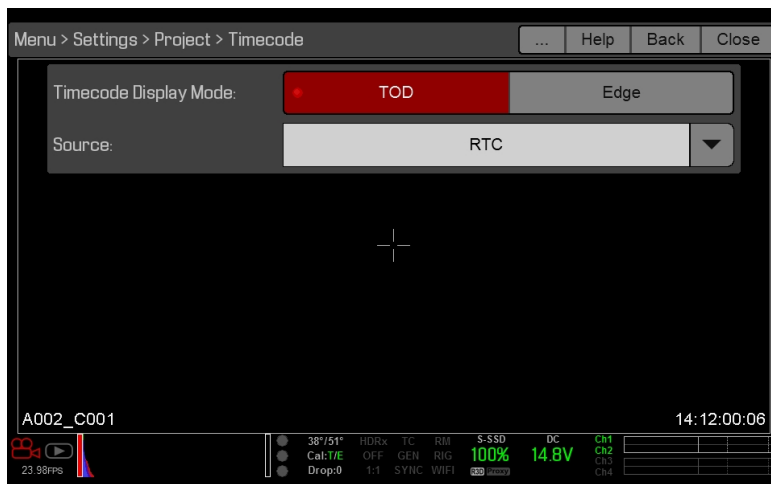 Menu > Settings > Project > Timecode ... Help Back Close
Timecode Display Mode: TOD Edge
Source: RTC
A002_C001 14:12:00:06
38°/51° HDRx TC RM S-SSD DC Ch1
Cal:T/E OFF GEN RIG 100% 14.8V Ch2
Ch3
23.98FPS Drop:0 1:1 SYNC WIFI R3D Proxy Ch4